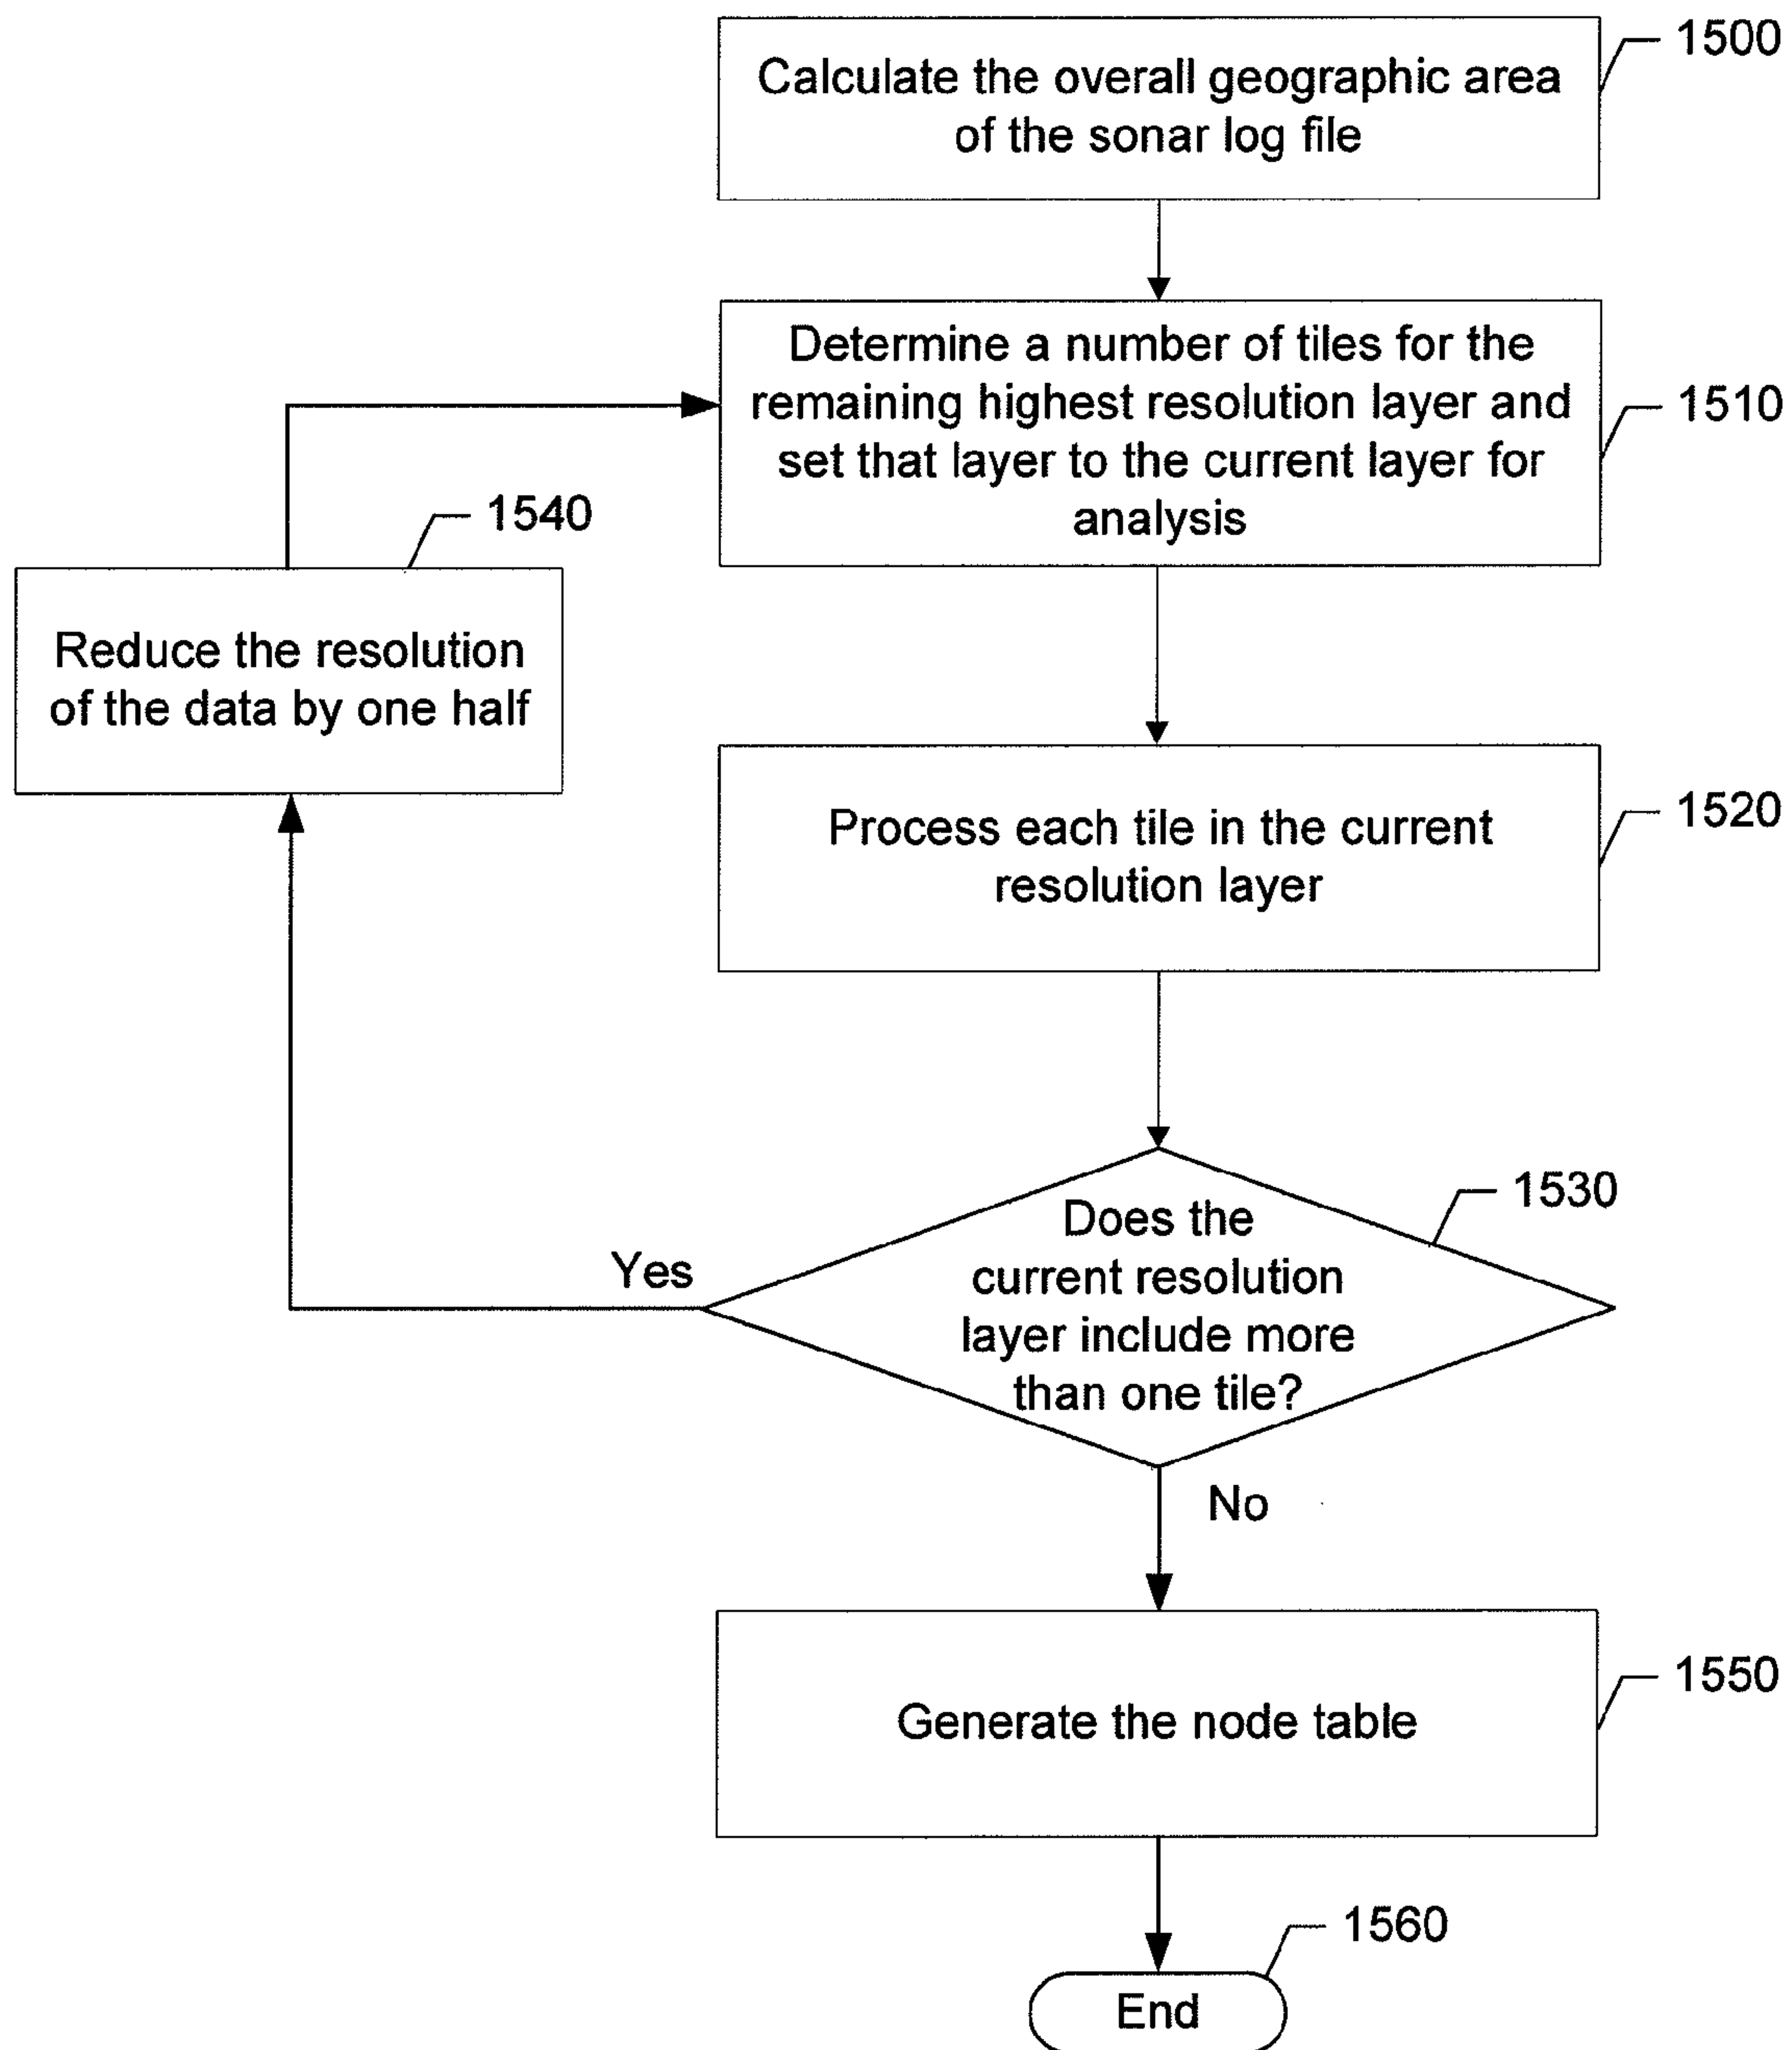 1500
Calculate the overall geographic area
of the sonar log file
Determine a number of tiles for the
remaining highest resolution layer and
set that layer to the current layer for
analysis
1510
1540
Reduce the resolution
of the data by one half
1520
Process each tile in the current
resolution layer
1530
Does the
current resolution
layer include more
than one tile?
Yes
No
1550
Generate the node table
1560
End